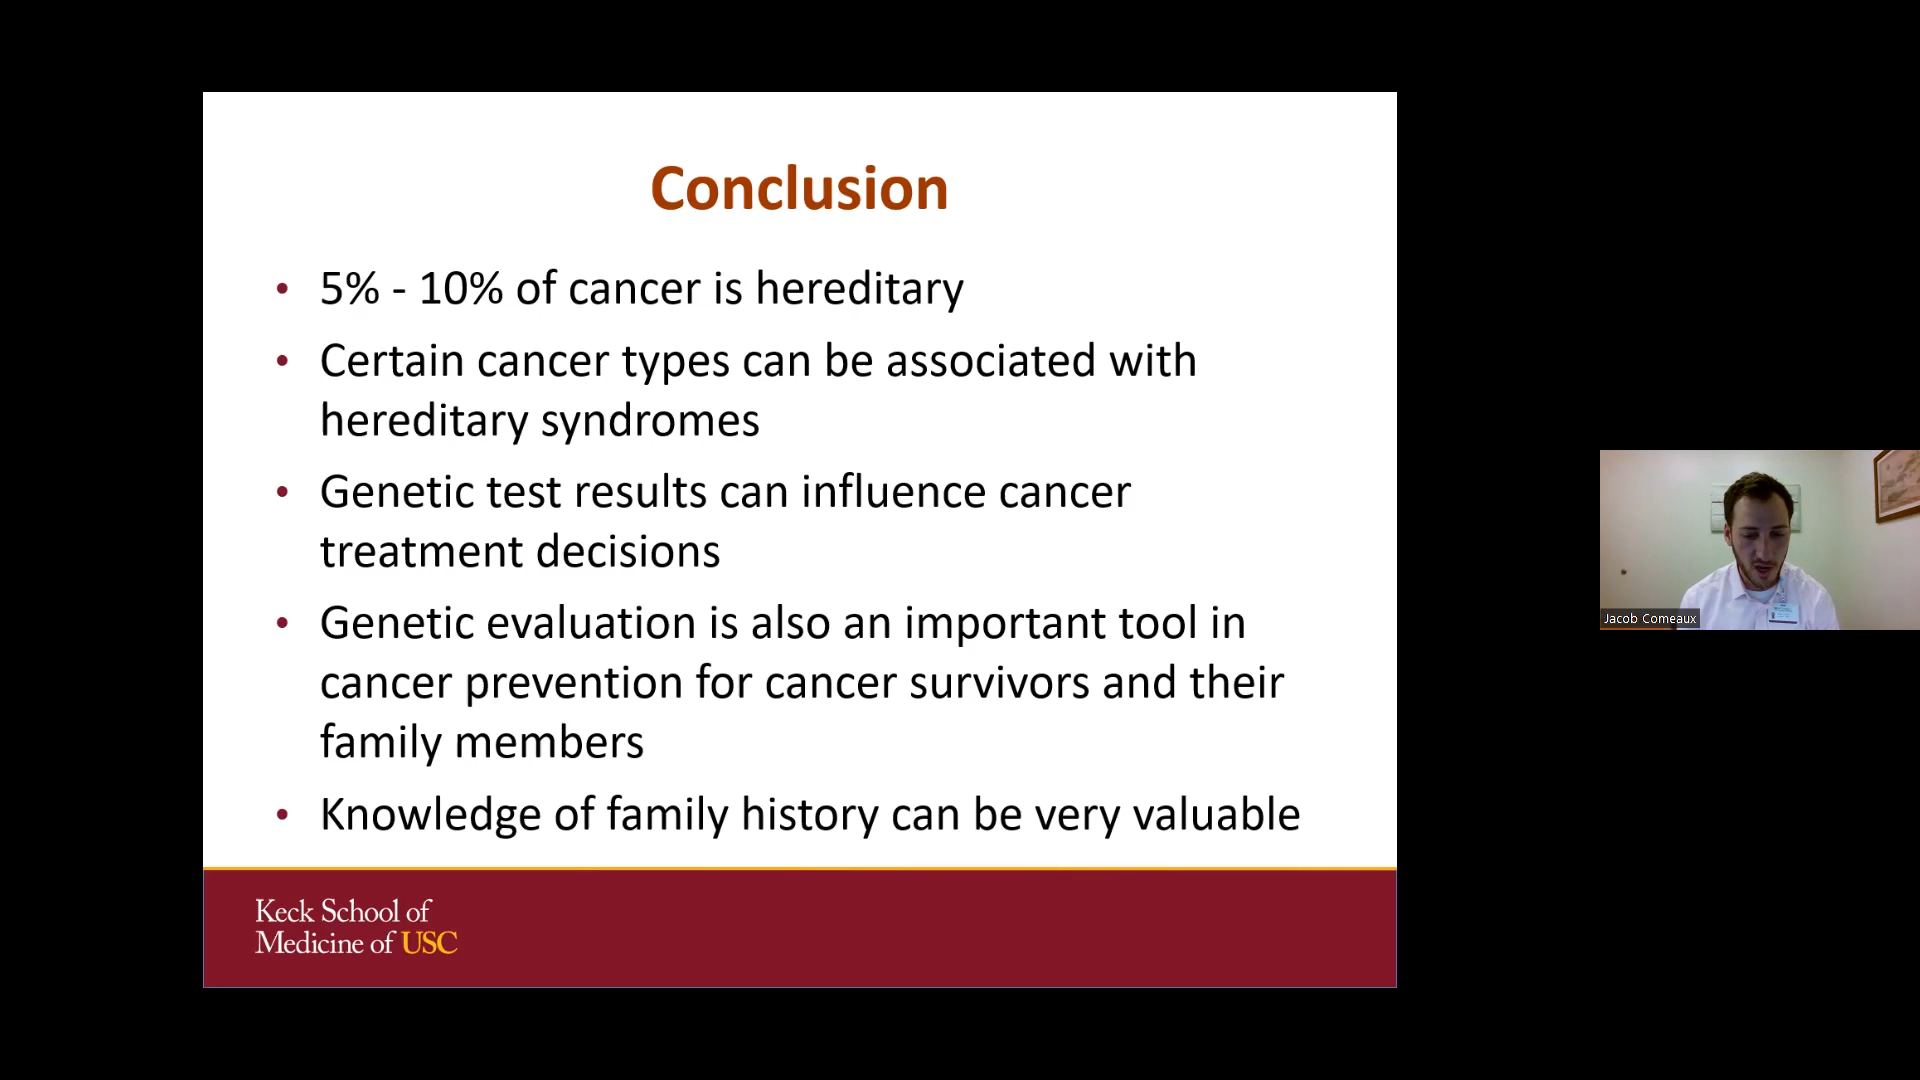 Conclusion
• 5% - 10% of cancer is hereditary
• Certain cancer types can be associated with
hereditary syndromes
• Genetic test results can influence cancer
treatment decisions
• Genetic evaluation is also an important tool in
cancer prevention for cancer survivors and their
family members
• Knowledge of family history can be very valuable
Keck School of
Medicine of USC
Jacob Comeaux